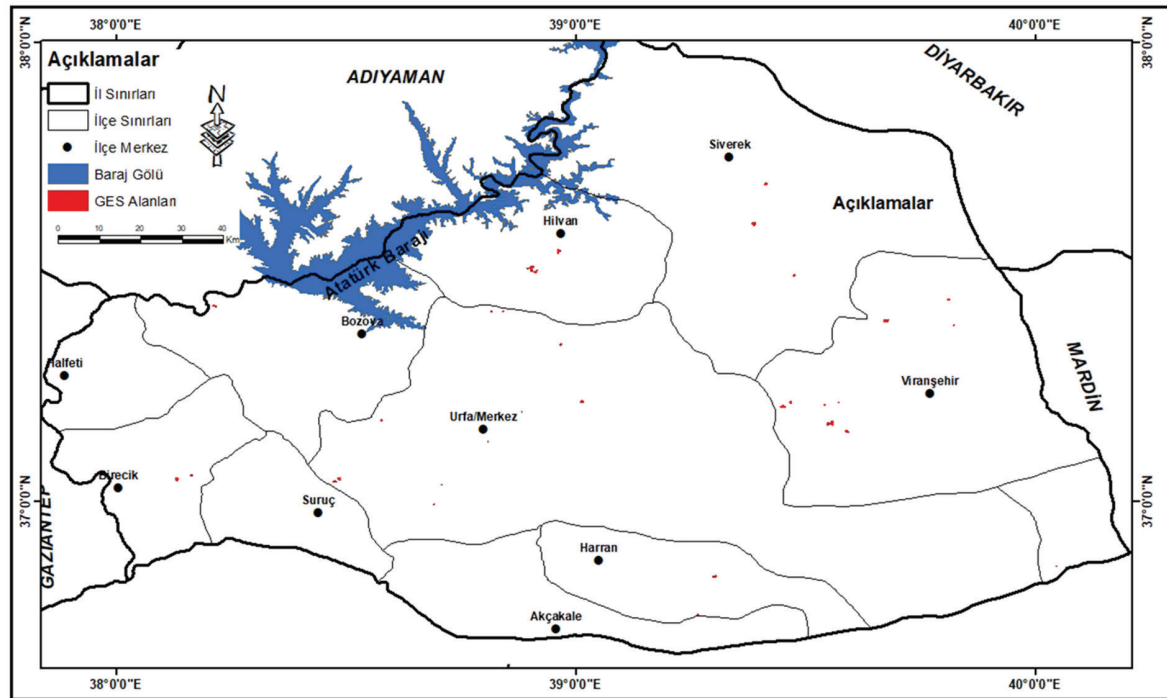 38°0'0"E
39°0'0"E
40°0'0"E
38°0'0"N
38°0'0"N
Açıklamalar
İl Sınırları
İlçe Sınırları
İlçe Merkez
Baraj Gölü
GES Alanları
0 10 20 30 40
Km
N
ADIYAMAN
DİYARBAKIR
Siverek
Açıklamalar
Hilvan
Atatürk Barajı
Bozova
Halfeti
Viranşehir
MARDİN
Urfa/Merkez
Birecik
Suruç
37°0'0"N
37°0'0"N
GAZIANTEP
Harran
Akçakale
38°0'0"E
39°0'0"E
40°0'0"E